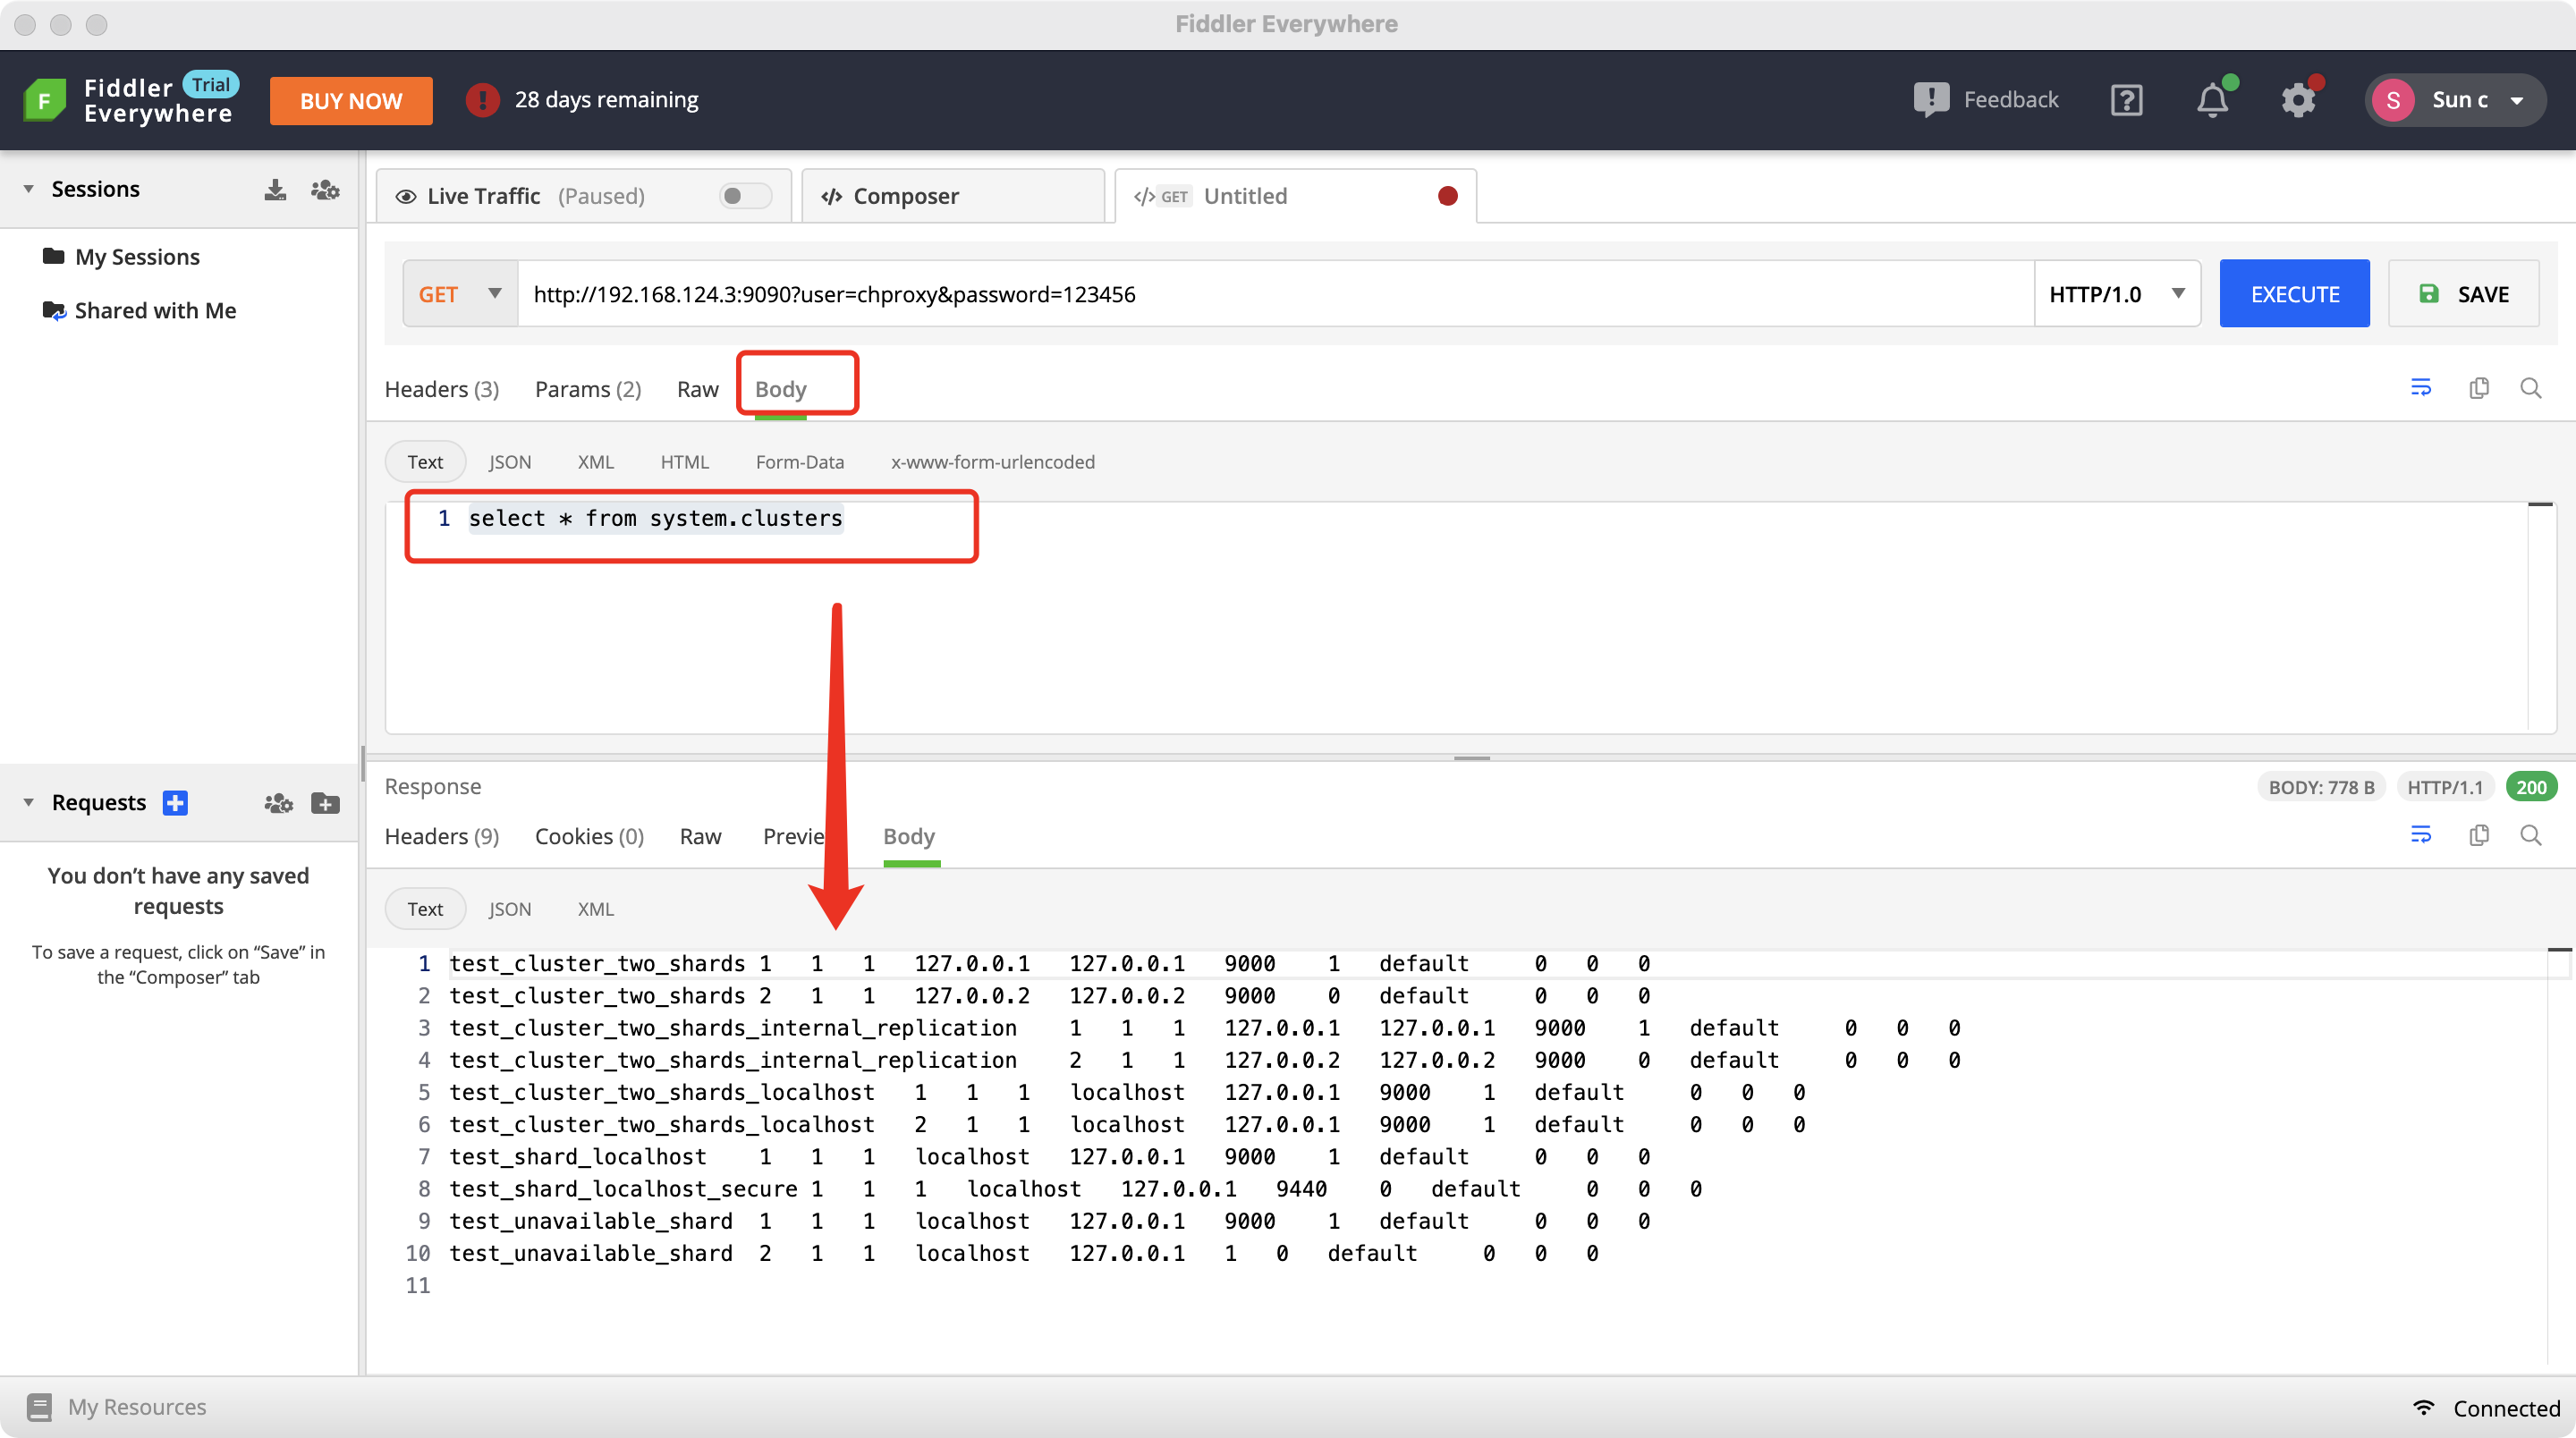 Fiddler Everywhere
Fiddler Everywhere Trial
BUY NOW
28 days remaining
Feedback
S Sun c
Sessions
My Sessions
Shared with Me
Live Traffic (Paused)
Composer
GET Untitled
GET http://192.168.124.3:9090?user=chproxy&password=123456 HTTP/1.0 EXECUTE SAVE
Headers (3) Params (2) Raw Body
Text JSON XML HTML Form-Data x-www-form-urlencoded
1 select * from system.clusters
Requests
You don’t have any saved
requests
To save a request, click on “Save” in
the “Composer” tab
Response BODY: 778 B HTTP/1.1 200
Headers (9) Cookies (0) Raw Previe Body
Text JSON XML
1 test_cluster_two_shards 1 1 1 127.0.0.1 127.0.0.1 9000 1 default 0 0 0
2 test_cluster_two_shards 2 1 1 127.0.0.2 127.0.0.2 9000 0 default 0 0 0
3 test_cluster_two_shards_internal_replication 1 1 1 127.0.0.1 127.0.0.1 9000 1 default 0 0 0
4 test_cluster_two_shards_internal_replication 2 1 1 127.0.0.2 127.0.0.2 9000 0 default 0 0 0
5 test_cluster_two_shards_localhost 1 1 1 localhost 127.0.0.1 9000 1 default 0 0 0
6 test_cluster_two_shards_localhost 2 1 1 localhost 127.0.0.1 9000 1 default 0 0 0
7 test_shard_localhost 1 1 1 localhost 127.0.0.1 9000 1 default 0 0 0
8 test_shard_localhost_secure 1 1 1 localhost 127.0.0.1 9440 0 default 0 0 0
9 test_unavailable_shard 1 1 1 localhost 127.0.0.1 9000 1 default 0 0 0
10 test_unavailable_shard 2 1 1 localhost 127.0.0.1 1 0 default 0 0 0
11
My Resources
Connected